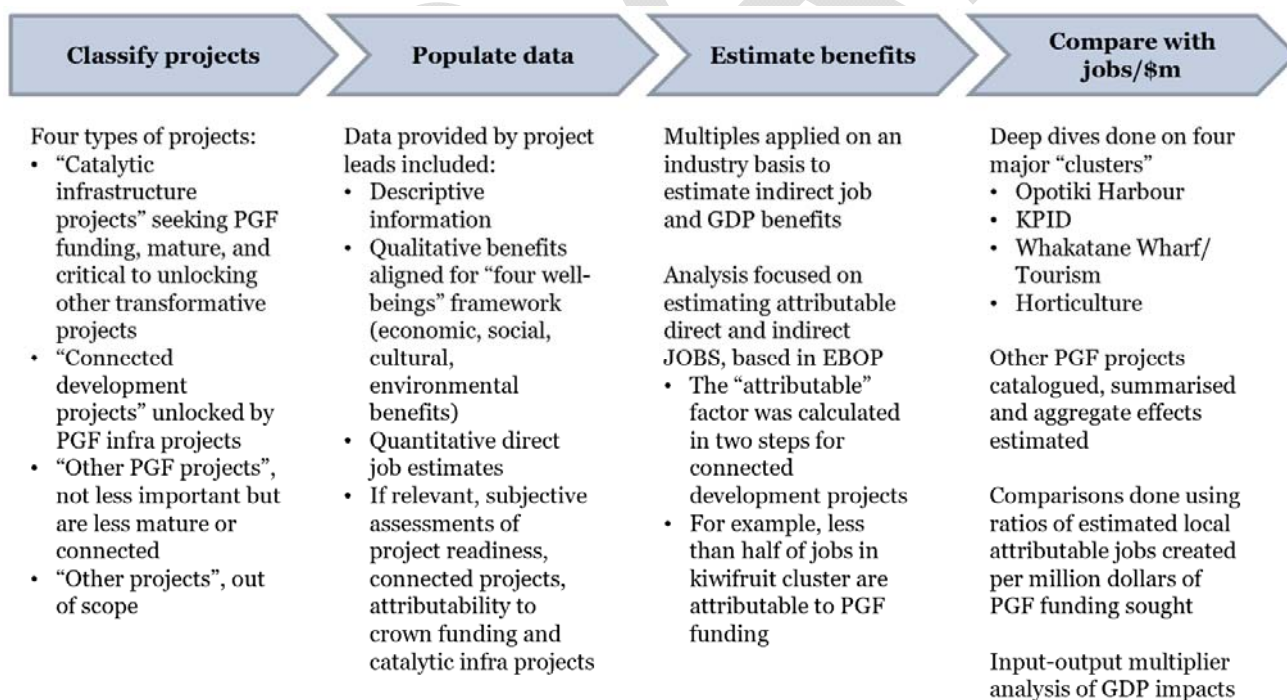 Classify projects
Four types of projects:
• “Catalytic
infrastructure
projects” seeking PGF
funding, mature, and
critical to unlocking
other transformative
projects
• “Connected
development
projects” unlocked by
PGF infra projects
• “Other PGF projects”,
not less important but
are less mature or
connected
• “Other projects”, out
of scope
Populate data
Data provided by project
leads included:
• Descriptive
information
• Qualitative benefits
aligned for “four well-
beings” framework
(economic, social,
cultural,
environmental
benefits)
• Quantitative direct
job estimates
• If relevant, subjective
assessments of
project readiness,
connected projects,
attributability to
crown funding and
catalytic infra projects
Estimate benefits
Multiples applied on an
industry basis to
estimate indirect job
and GDP benefits
Analysis focused on
estimating attributable
direct and indirect
JOBS, based in EBOP
• The “attributable”
factor was calculated
in two steps for
connected
development projects
• For example, less
than half of jobs in
kiwifruit cluster are
attributable to PGF
funding
Compare with
jobs/$m
Deep dives done on four
major “clusters”
• Opotiki Harbour
• KPID
• Whakatane Wharf/
Tourism
• Horticulture
Other PGF projects
catalogued, summarised
and aggregate effects
estimated
Comparisons done using
ratios of estimated local
attributable jobs created
per million dollars of
PGF funding sought
Input-output multiplier
analysis of GDP impacts